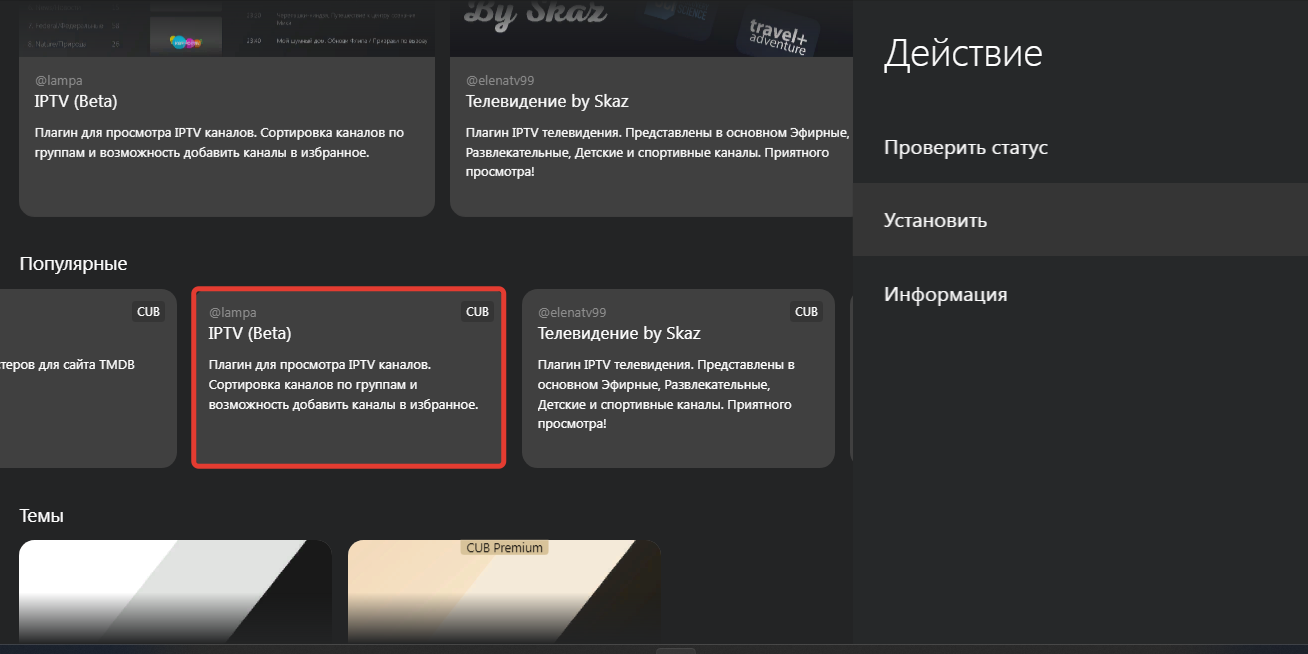 By Skaz
SCIENCE
travel+
adventure
@lampa
IPTV (Beta)
Плагин для просмотра IPTV каналов. Сортировка каналов по
группам и возможность добавить каналы в избранное.
@elenatv99
Телевидение by Skaz
Плагин IPTV телевидения. Представлены в основном Эфирные,
Развлекательные, Детские и спортивные каналы. Приятного
просмотра!
Популярные
CUB
теров для сайта TMDB
@lampa
CUB
IPTV (Beta)
Плагин для просмотра IPTV каналов.
Сортировка каналов по группам и
возможность добавить каналы в избранное.
@elenatv99
CUB
Телевидение by Skaz
Плагин IPTV телевидения. Представлены в
основном Эфирные, Развлекательные,
Детские и спортивные каналы. Приятного
просмотра!
Темы
CUB Premium
Действие
Проверить статус
Установить
Информация